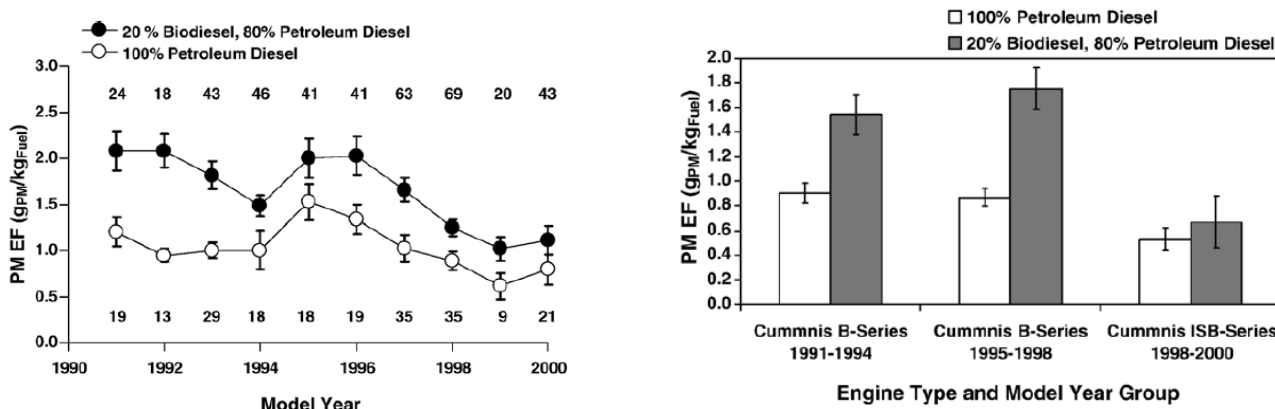 20 % Biodiesel, 80% Petroleum Diesel
100% Petroleum Diesel
3.0
2.5
2.0
1.5
1.0
0.5
0.0
PM EF (gPM/kgFuel)
24 18 43 46 41 41 63 69 20 43
19 13 29 18 18 19 35 35 9 21
1990 1992 1994 1996 1998 2000
Model Year
100% Petroleum Diesel
20% Biodiesel, 80% Petroleum Diesel
2.0
1.8
1.6
1.4
1.2
1.0
0.8
0.6
0.4
0.2
0.0
PM EF (gPM/kgFuel)
Cummnis B-Series Cummnis B-Series Cummnis ISB-Series
1991-1994 1995-1998 1998-2000
Engine Type and Model Year Group